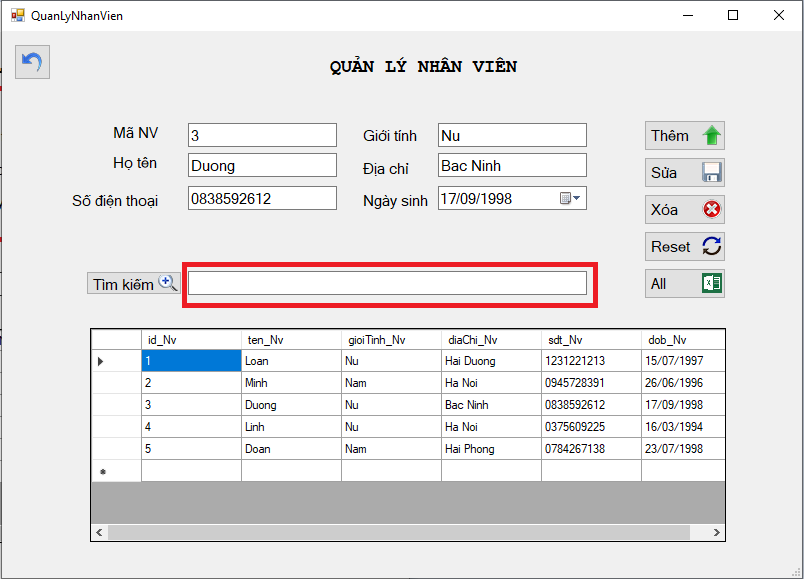 QuanLyNhanVien
QUẢN LÝ NHÂN VIÊN
Mã NV 3 Giới tính Nu Thêm
Họ tên Duong Địa chỉ Bac Ninh Sửa
Số điện thoại 0838592612 Ngày sinh 17/09/1998 Xóa
Reset
Tìm kiếm All
id_Nv ten_Nv gioiTinh_Nv diaChi_Nv sdt_Nv dob_Nv
1 Loan Nu Hai Duong 1231221213 15/07/1997
2 Minh Nam Ha Noi 0945728391 26/06/1996
3 Duong Nu Bac Ninh 0838592612 17/09/1998
4 Linh Nu Ha Noi 0375609225 16/03/1994
5 Doan Nam Hai Phong 0784267138 23/07/1998